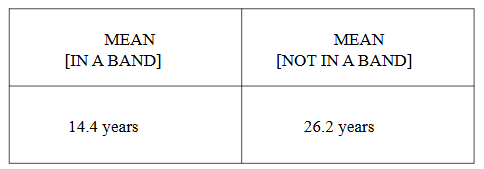 MEAN
[IN A BAND]
MEAN
[NOT IN A BAND]
14.4 years
26.2 years